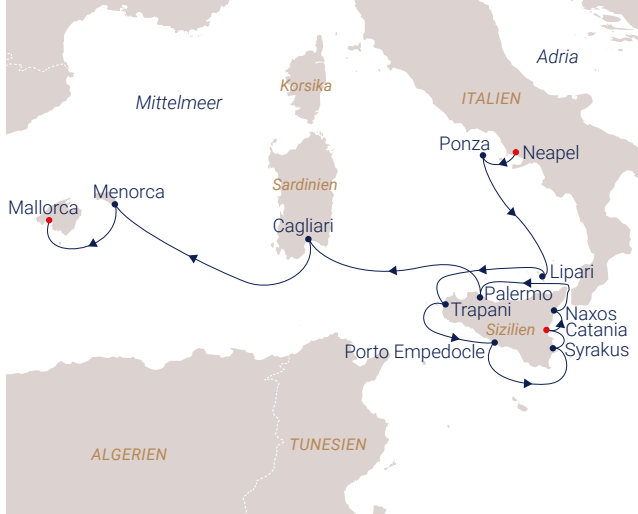 Adria
Korsika
ITALIEN
Mittelmeer
Ponza
Neapel
Sardinien
Menorca
Mallorca
Cagliari
Lipari
Palermo
Trapani
Naxos
Sizilien
Catania
Porto Empedocle
Syrakus
TUNESIEN
ALGERIEN